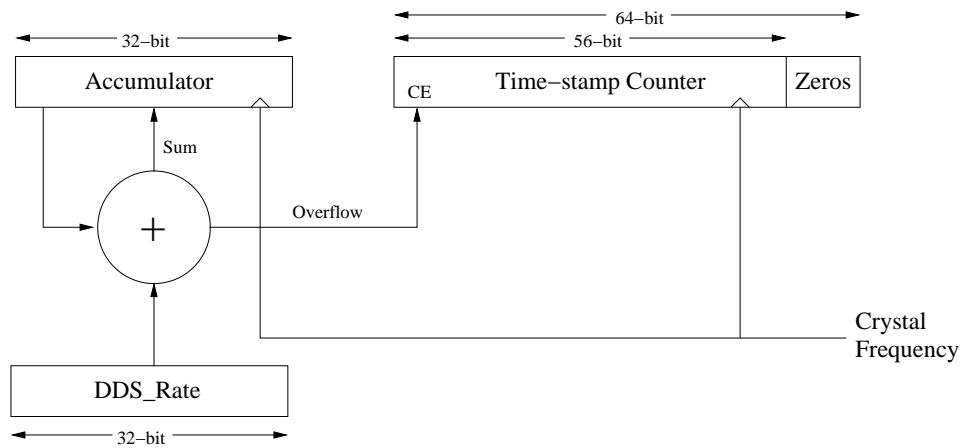 64−bit
32−bit
56−bit
Accumulator
Time−stamp Counter
Zeros
CE
Sum
+
Overflow
Crystal
Frequency
DDS_Rate
32−bit